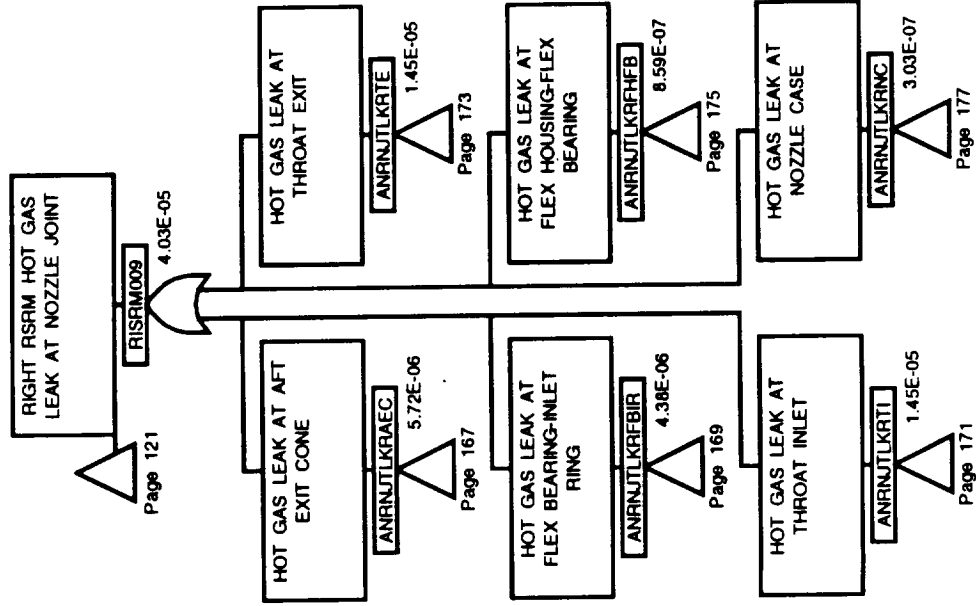 RIGHT RSRM HOT GAS
LEAK AT NOZZLE JOINT
RISRM009
4.03E-05
Page 121
HOT GAS LEAK AT AFT
EXIT CONE
ANRNJTLKRAEC
5.72E-06
Page 167
HOT GAS LEAK AT
THROAT EXIT
ANRNJTLKRTE
1.45E-05
Page 173
HOT GAS LEAK AT
FLEX BEARING-INLET
RING
ANRNJTLKRFBIR
4.38E-06
Page 169
HOT GAS LEAK AT
FLEX HOUSING-FLEX
BEARING
ANRNJTLKRFHFB
8.59E-07
Page 175
HOT GAS LEAK AT
THROAT INLET
ANRNJTLKRTI
1.45E-05
Page 171
HOT GAS LEAK AT
NOZZLE CASE
ANRNJTLKRNC
3.03E-07
Page 177